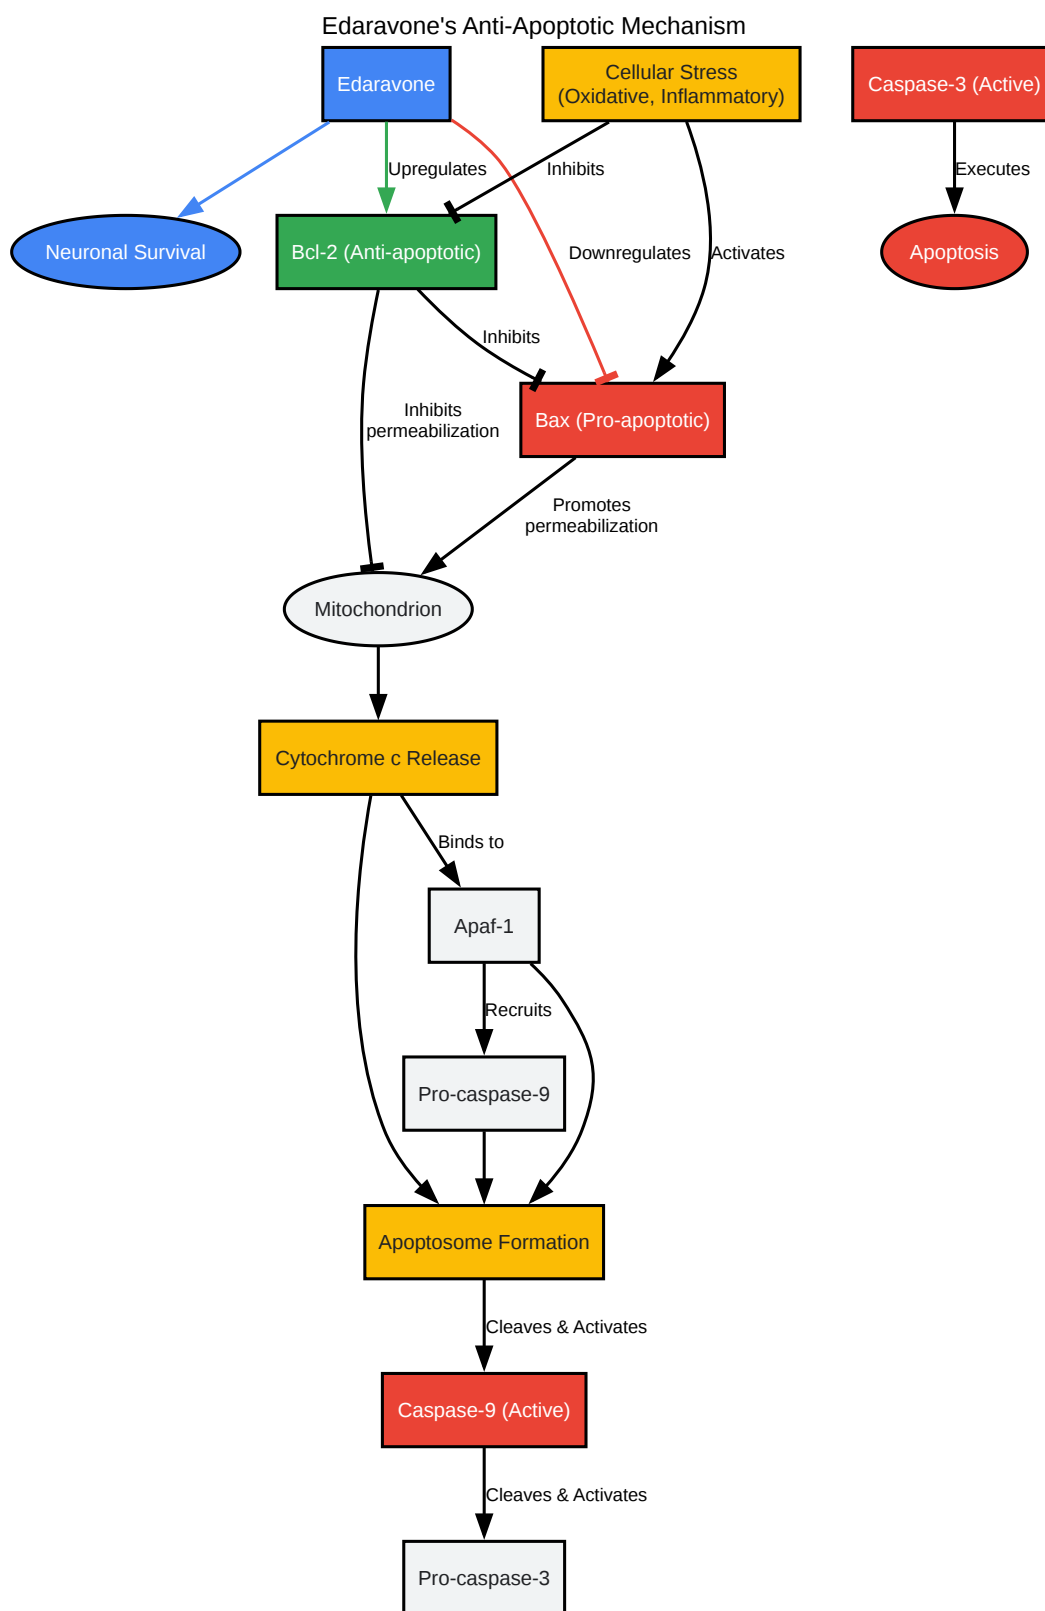 Edaravone's Anti-Apoptotic Mechanism
Edaravone
Cellular Stress
(Oxidative, Inflammatory)
Caspase-3 (Active)
Upregulates
Inhibits
Executes
Neuronal Survival
Bcl-2 (Anti-apoptotic)
Downregulates
Activates
Apoptosis
Inhibits
Inhibits
permeabilization
Bax (Pro-apoptotic)
Promotes
permeabilization
Mitochondrion
Cytochrome c Release
Binds to
Apaf-1
Recruits
Pro-caspase-9
Apoptosome Formation
Cleaves & Activates
Caspase-9 (Active)
Cleaves & Activates
Pro-caspase-3